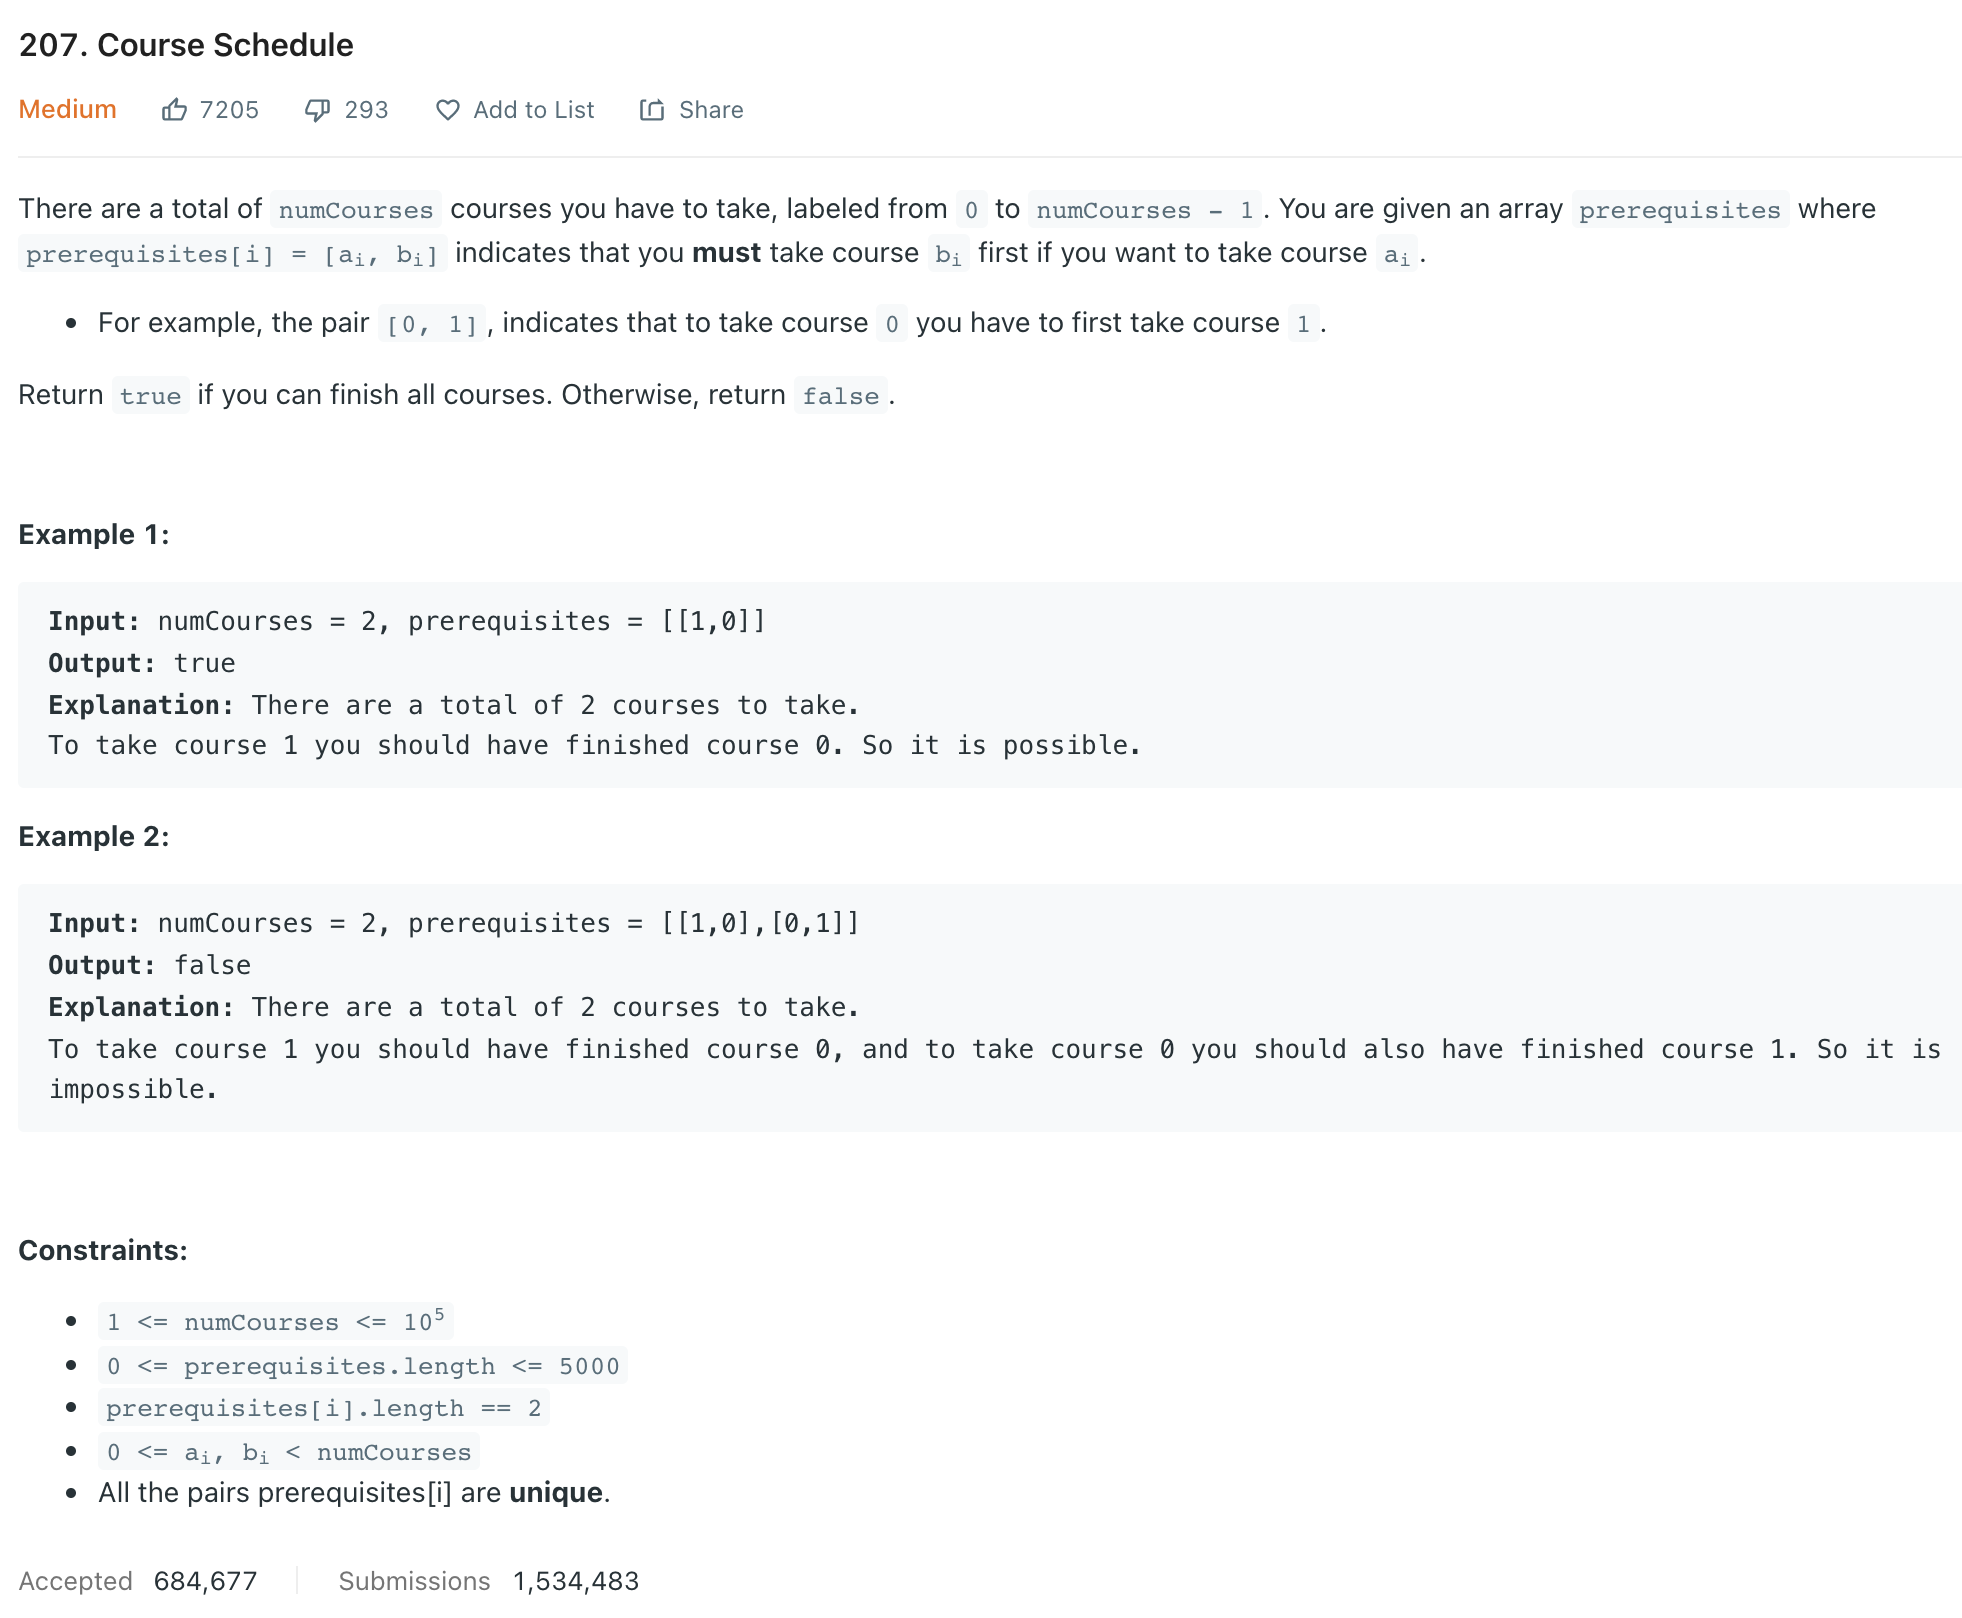 207. Course Schedule
Medium 7205 293 Add to List Share
There are a total of numCourses courses you have to take, labeled from 0 to numCourses - 1. You are given an array prerequisites where
prerequisites[i] = [ai, bi] indicates that you must take course bi first if you want to take course ai.
• For example, the pair [0, 1], indicates that to take course 0 you have to first take course 1.
Return true if you can finish all courses. Otherwise, return false.
Example 1:
Input: numCourses = 2, prerequisites = [[1,0]]
Output: true
Explanation: There are a total of 2 courses to take.
To take course 1 you should have finished course 0. So it is possible.
Example 2:
Input: numCourses = 2, prerequisites = [[1,0],[0,1]]
Output: false
Explanation: There are a total of 2 courses to take.
To take course 1 you should have finished course 0, and to take course 0 you should also have finished course 1. So it is
impossible.
Constraints:
• 1 <= numCourses <= 10⁵
• 0 <= prerequisites.length <= 5000
• prerequisites[i].length == 2
• 0 <= ai, bi < numCourses
• All the pairs prerequisites[i] are unique.
Accepted 684,677 Submissions 1,534,483